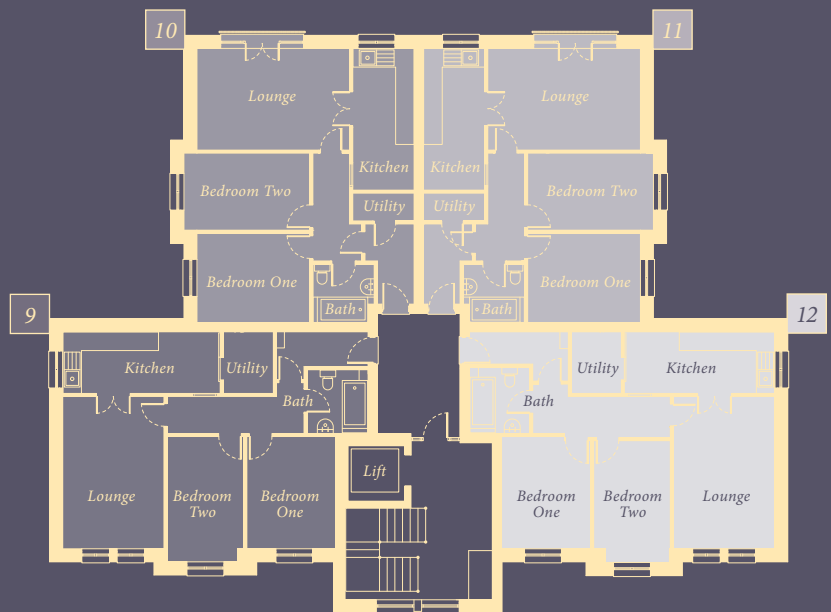 10
11
Lounge
Lounge
Kitchen
Kitchen
Bedroom Two
Bedroom Two
Utility
Utility
Bedroom One
Bedroom One
Bath
Bath
9
12
Kitchen
Utility
Utility
Kitchen
Bath
Bath
Lift
Lounge
Bedroom
Two
Bedroom
One
Bedroom
One
Bedroom
Two
Lounge